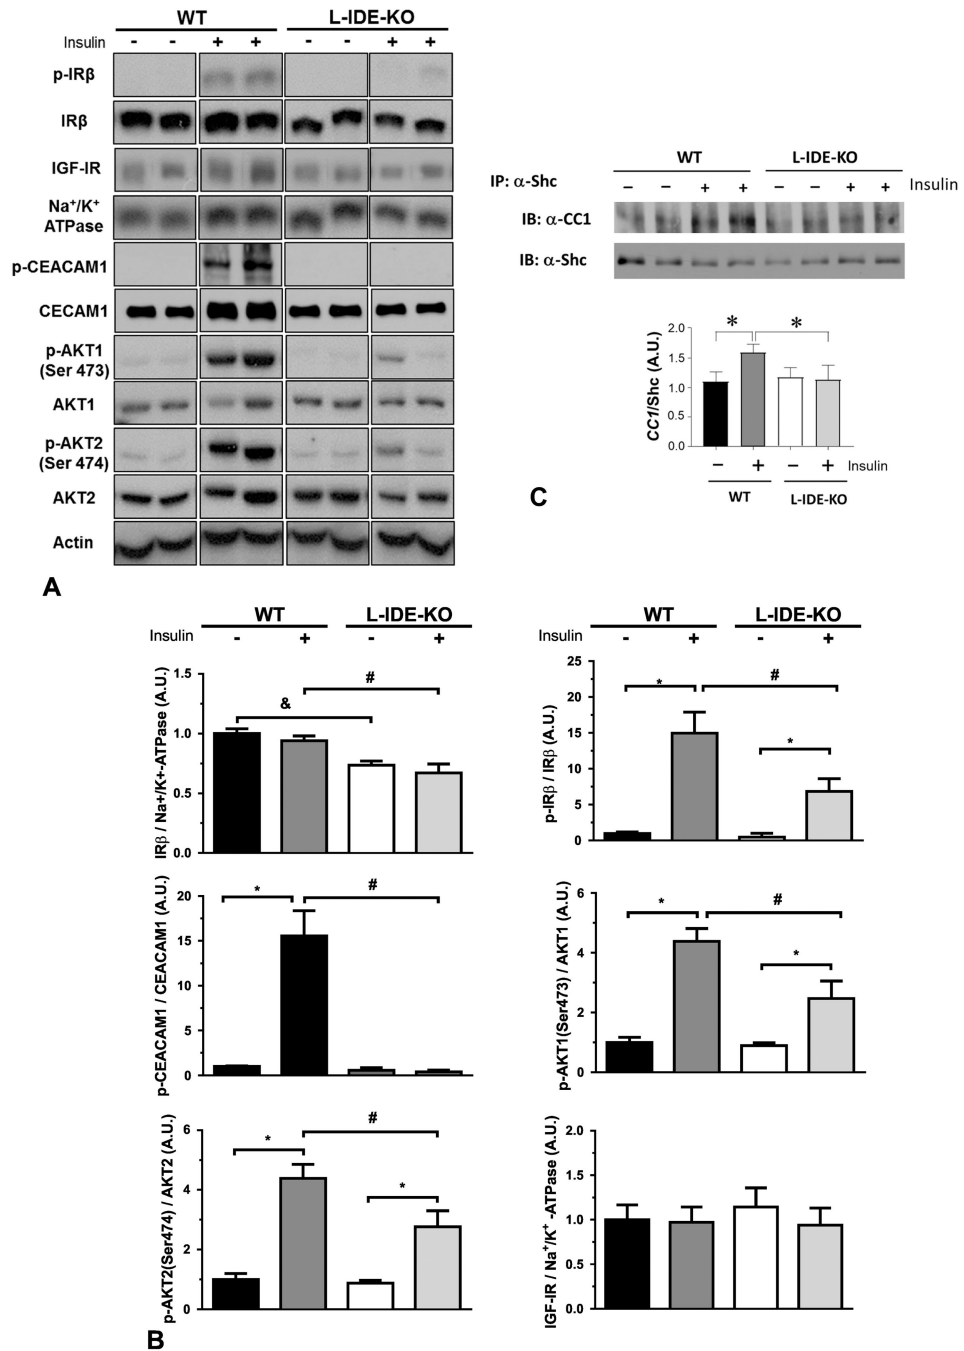 WT L-IDE-KO
Insulin - - + + - - + +
p-IRβ
IRβ
IGF-IR
Na⁺/K⁺
ATPase
p-CEACAM1
CECAM1
p-AKT1
(Ser 473)
AKT1
p-AKT2
(Ser 474)
AKT2
Actin
A
WT L-IDE-KO
IP: α-Shc
− − + + − − + + Insulin
IB: α-CC1
IB: α-Shc
CC1/Shc (A.U.)
2.0
1.5
1.0
0.5
0.0
* *
− + − + Insulin
WT L-IDE-KO
C
WT L-IDE-KO
Insulin - + - +
IRβ / Na+/K+-ATPase (A.U.)
1.5
1.0
0.5
0.0
#
&
WT L-IDE-KO
Insulin - + - +
p-IRβ / IRβ (A.U.)
25
20
15
10
5
0
* #
*
p-CEACAM1 / CEACAM1 (A.U.)
20
15
10
5
0
* #
p-AKT1(Ser473) / AKT1 (A.U.)
6
4
2
0
* #
*
p-AKT2(Ser474) / AKT2 (A.U.)
6
4
2
0
#
*
*
IGF-IR / Na⁺/K⁺ -ATPase (A.U.)
2.0
1.5
1.0
0.5
0.0
B